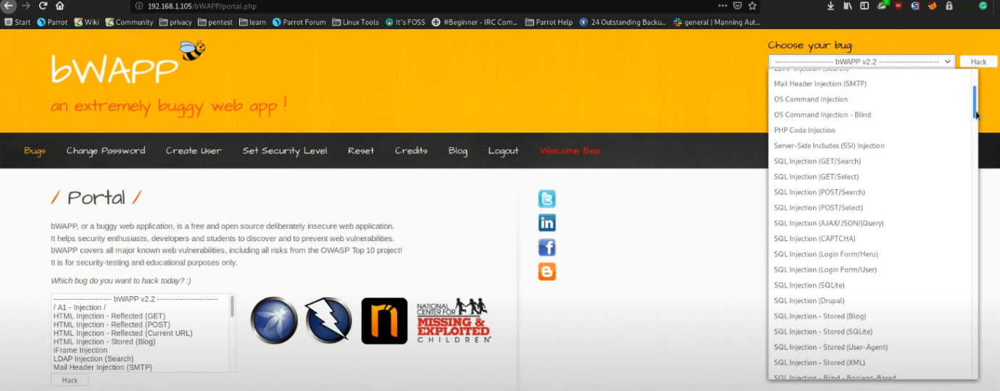 192.168.1.105/bWAPP/portal.php
Start Parrot Wiki Community privacy pentest learn Parrot Forum Linux Tools It's FOSS #Beginner - IRC Com... Parrot Help 24 Outstanding Backu... general | Manning Aut...
bWAPP
an extremely buggy web app !
Choose your bug:
---------------------- bWAPP v2.2 ----------------------- Hack
LDAP Injection (Search)
Mail Header Injection (SMTP)
OS Command Injection
OS Command Injection - Blind
PHP Code Injection
Server-Side Includes (SSI) Injection
SQL Injection (GET/Search)
SQL Injection (GET/Select)
SQL Injection (POST/Search)
SQL Injection (POST/Select)
SQL Injection (AJAX/JSON/jQuery)
SQL Injection (CAPTCHA)
SQL Injection (Login Form/Hero)
SQL Injection (Login Form/User)
SQL Injection (SQLite)
SQL Injection (Drupal)
SQL Injection - Stored (Blog)
SQL Injection - Stored (SQLite)
SQL Injection - Stored (User-Agent)
SQL Injection - Stored (XML)
SQL Injection - Blind - Boolean-Based
Bugs Change Password Create User Set Security Level Reset Credits Blog Logout Welcome Bee
/ Portal /
bWAPP, or a buggy web application, is a free and open source deliberately insecure web application.
It helps security enthusiasts, developers and students to discover and to prevent web vulnerabilities.
bWAPP covers all major known web vulnerabilities, including all risks from the OWASP Top 10 project!
It is for security-testing and educational purposes only.
Which bug do you want to hack today? :)
---------------------- bWAPP v2.2 -----------------------
/ A1 - Injection /
HTML Injection - Reflected (GET)
HTML Injection - Reflected (POST)
HTML Injection - Reflected (Current URL)
HTML Injection - Stored (Blog)
iFrame Injection
LDAP Injection (Search)
Mail Header Injection (SMTP)
Hack
NATIONAL
CENTER FOR
MISSING &
EXPLOITED
CHILDREN
in
f